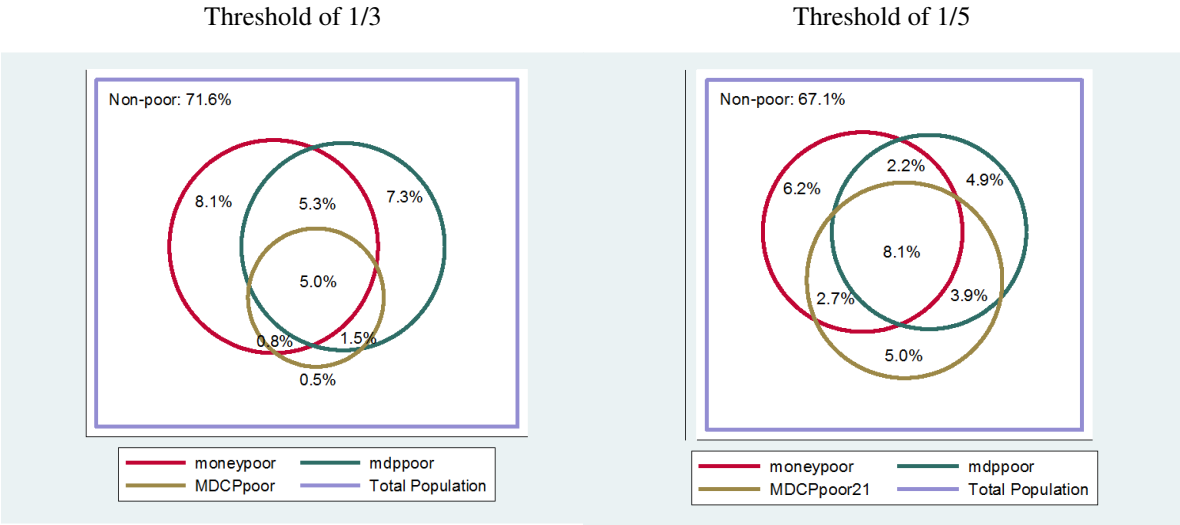 Threshold of 1/3
Non-poor: 71.6%
8.1%
5.3%
7.3%
5.0%
0.8%
1.5%
0.5%
moneypoor
mdppoor
MDCPpoor
Total Population
Threshold of 1/5
Non-poor: 67.1%
6.2%
2.2%
4.9%
8.1%
2.7%
3.9%
5.0%
moneypoor
mdppoor
MDCPpoor21
Total Population